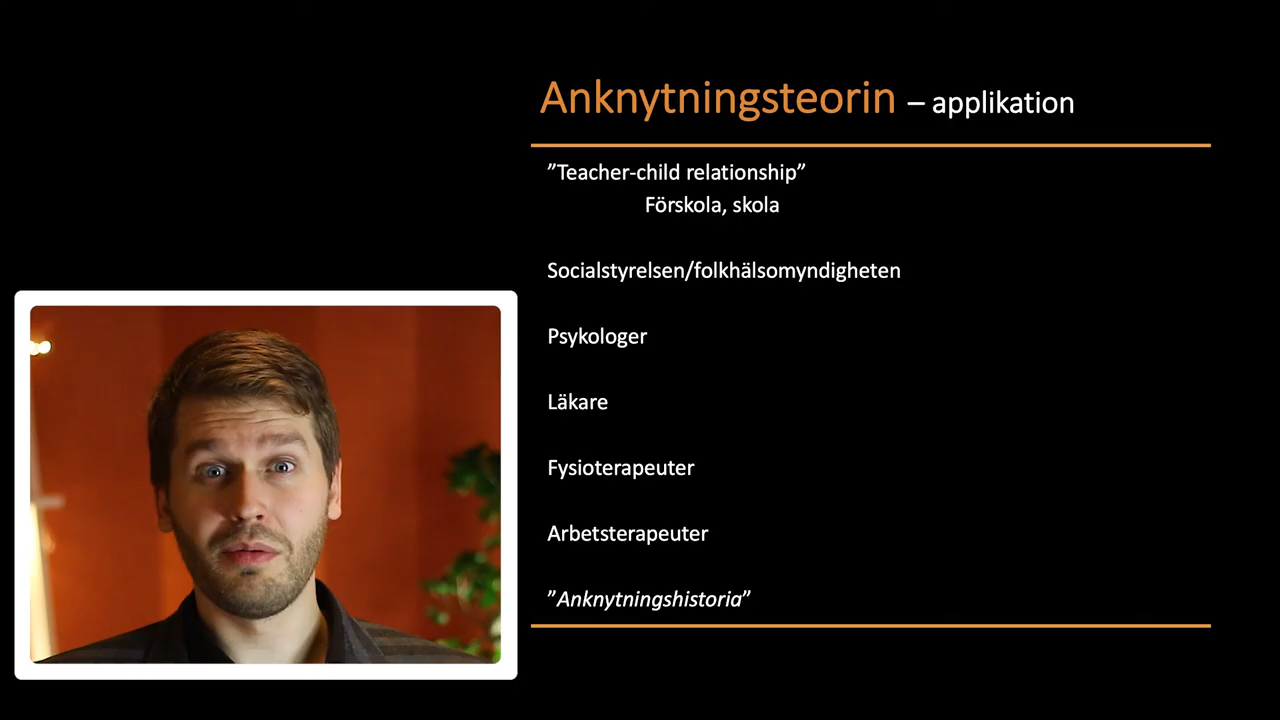 Anknytningsteorin – applikation
”Teacher-child relationship”
Förskola, skola
Socialstyrelsen/folkhälsomyndigheten
Psykologer
Läkare
Fysioterapeuter
Arbetsterapeuter
”Anknytningshistoria”